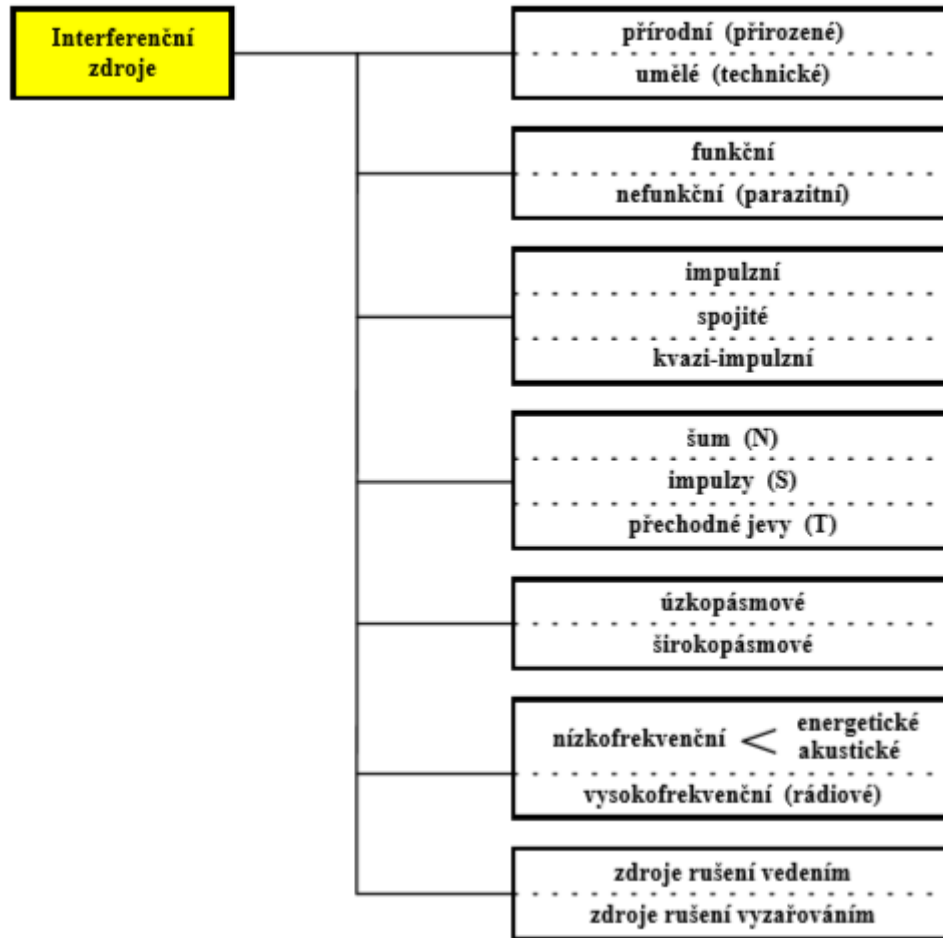 Interferenční
zdroje
přírodní (přirozené)
umělé (technické)
funkční
nefunkční (parazitní)
impulzní
spojité
kvazi-impulzní
šum (N)
impulzy (S)
přechodné jevy (T)
úzkopásmové
širokopásmové
nízkofrekvenční < energetické
akustické
vysokofrekvenční (rádiové)
zdroje rušení vedením
zdroje rušení vyzařováním